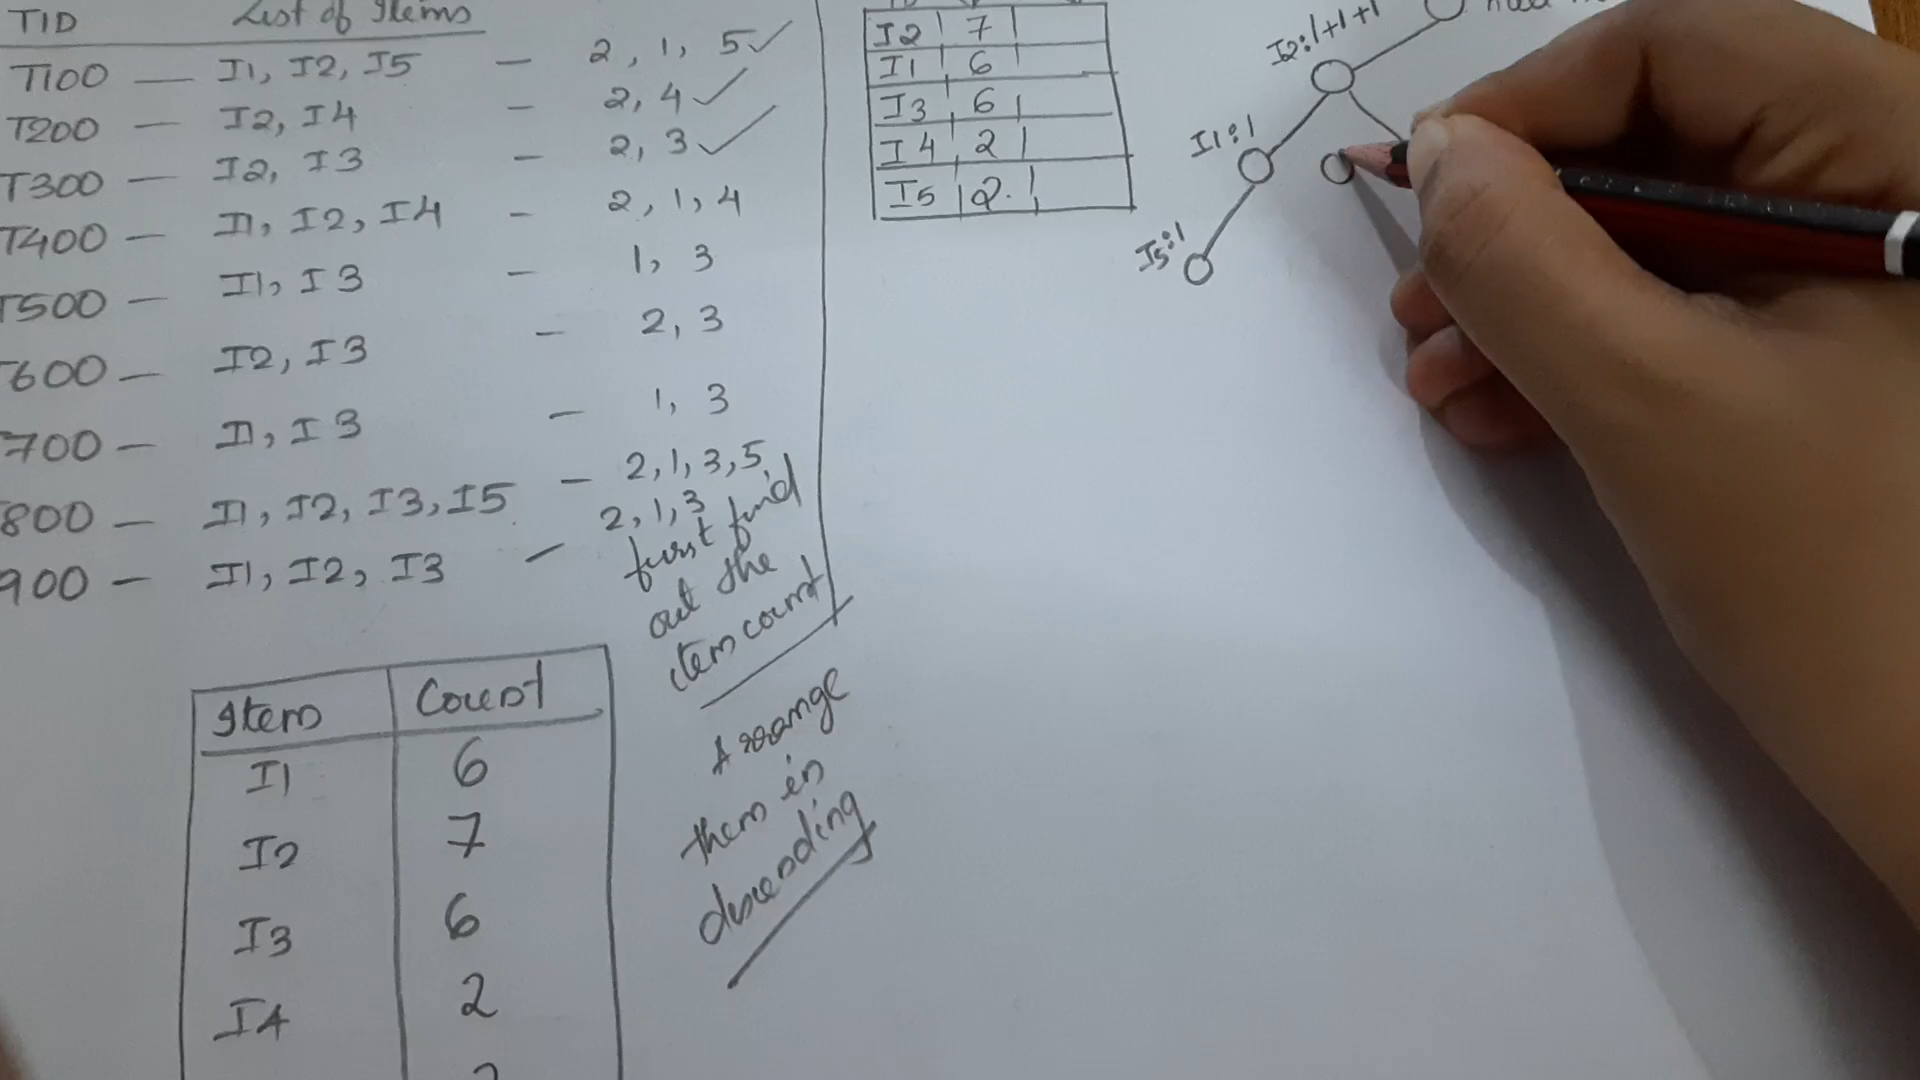 TID List of Items
T100 — I1, I2, I5 — 2, 1, 5 ✓
T200 — I2, I4 — 2, 4 ✓
T300 — I2, I3 — 2, 3 ✓
T400 — I1, I2, I4 — 2, 1, 4
T500 — I1, I3 — 1, 3
600 — I2, I3 — 2, 3
700 — I1, I3 — 1, 3
800 — I1, I2, I3, I5 — 2, 1, 3, 5
900 — I1, I2, I3 — 2, 1, 3
first find
out the
item count
Arrange
them in
descending
Item Count
I1 6
I2 7
I3 6
I4 2
I2 7
I1 6
I3 6
I4 2
I5 2
I2:1+1+1
I1:1
I5:1